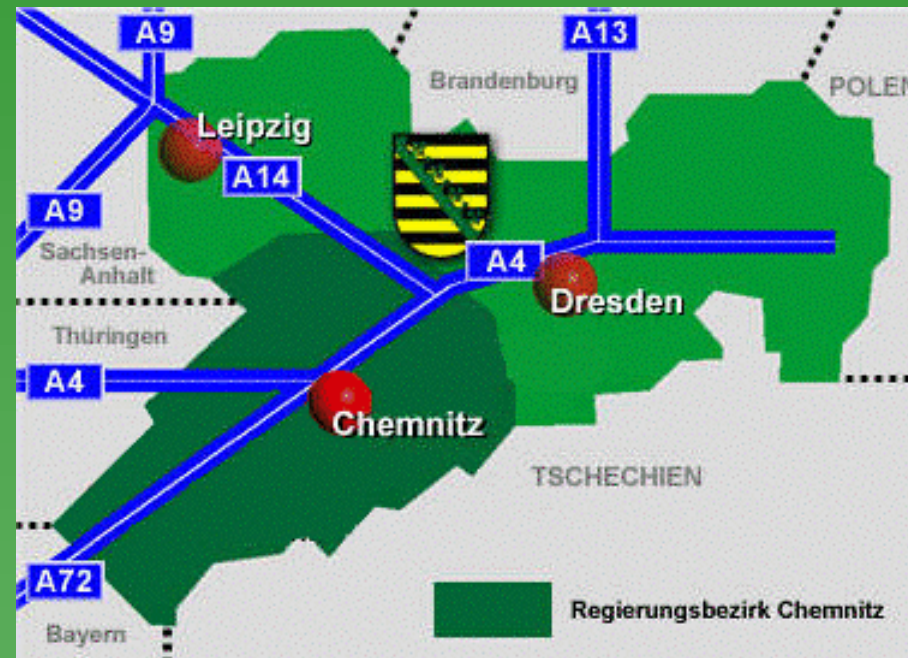 A9
A13
Brandenburg
POLEN
Leipzig
A14
A9
Sachsen-
Anhalt
A4
Dresden
Thüringen
A4
Chemnitz
TSCHECHIEN
A72
Regierungsbezirk Chemnitz
Bayern